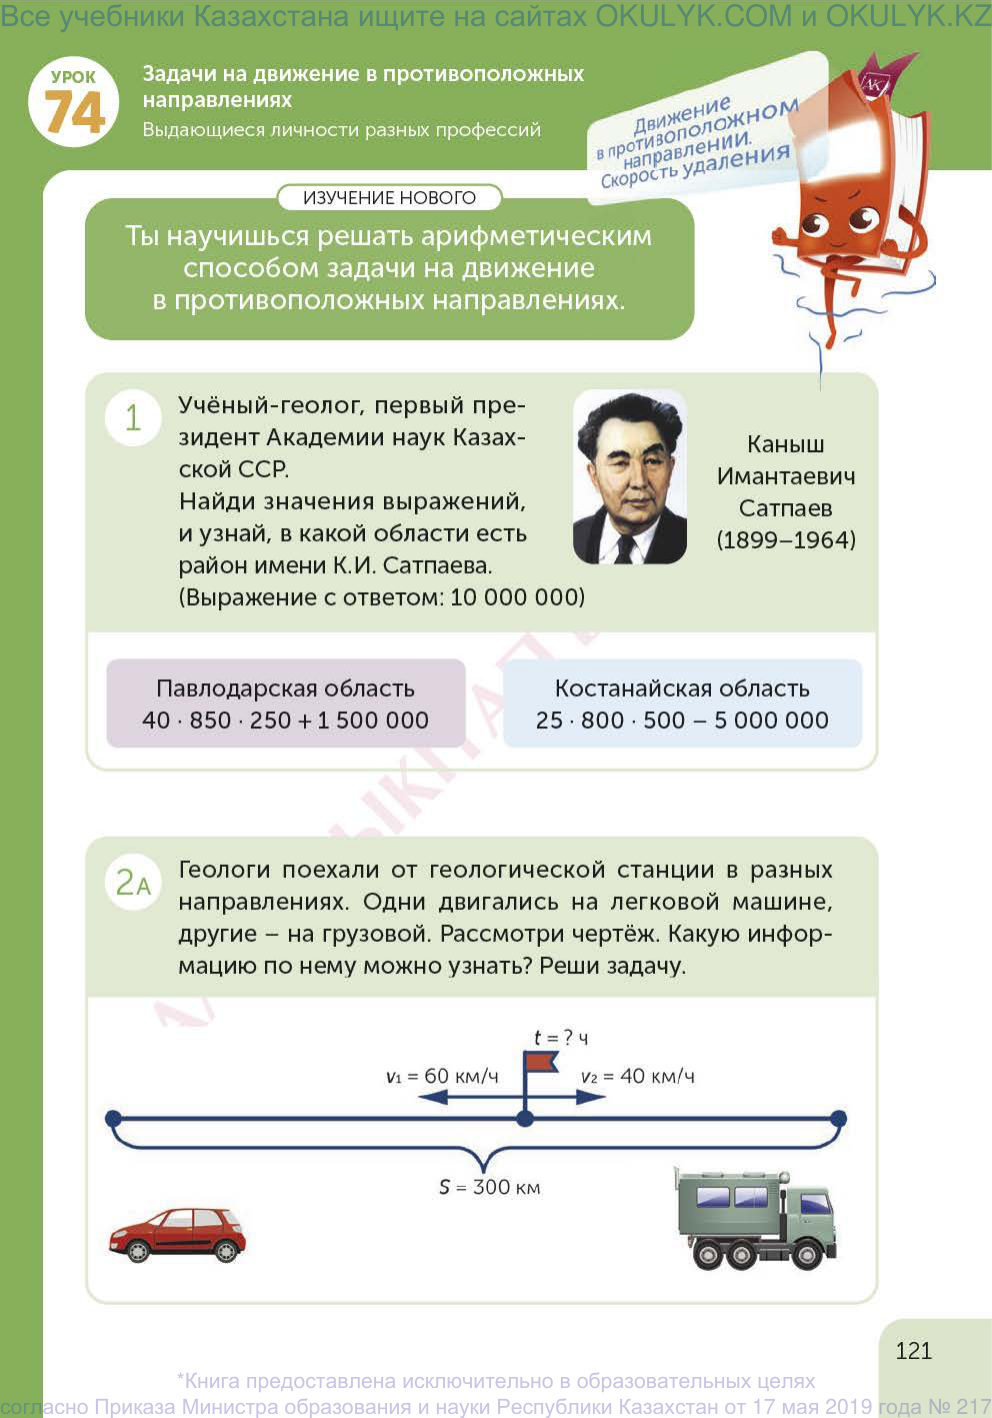 Все учебники Казахстана ищите на сайтах OKULYK.COM и OKULYK.KZ
УРОК
74
Задачи на движение в противоположных
направлениях
Выдающиеся личности разных профессий
Движение
в противоположном
направлении.
Скорость удаления
ИЗУЧЕНИЕ НОВОГО
Ты научишься решать арифметическим
способом задачи на движение
в противоположных направлениях.
1
Учёный-геолог, первый пре-
зидент Академии наук Казах-
ской ССР.
Найди значения выражений,
и узнай, в какой области есть
район имени К.И. Сатпаева.
(Выражение с ответом: 10 000 000)
Каныш
Имантаевич
Сатпаев
(1899–1964)
Павлодарская область
40 · 850 · 250 + 1 500 000
Костанайская область
25 · 800 · 500 – 5 000 000
2А
Геологи поехали от геологической станции в разных
направлениях. Одни двигались на легковой машине,
другие – на грузовой. Рассмотри чертёж. Какую инфор-
мацию по нему можно узнать? Реши задачу.
t = ? ч
v₁ = 60 км/ч
v₂ = 40 км/ч
S = 300 км
121
*Книга предоставлена исключительно в образовательных целях
согласно Приказа Министра образования и науки Республики Казахстан от 17 мая 2019 года № 217